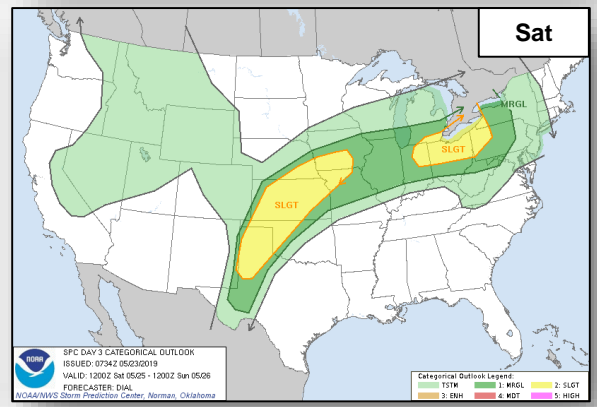 Sat
MRGL
SLGT
SLGT
NOAA
SPC DAY 3 CATEGORICAL OUTLOOK
ISSUED: 0734Z 05/23/2019
VALID: 1200Z Sat 05/25 - 1200Z Sun 05/26
FORECASTER: DIAL
NOAA/NWS Storm Prediction Center, Norman, Oklahoma
Categorical Outlook Legend:
TSTM 1: MRGL 2: SLGT
3: ENH 4: MDT 5: HIGH